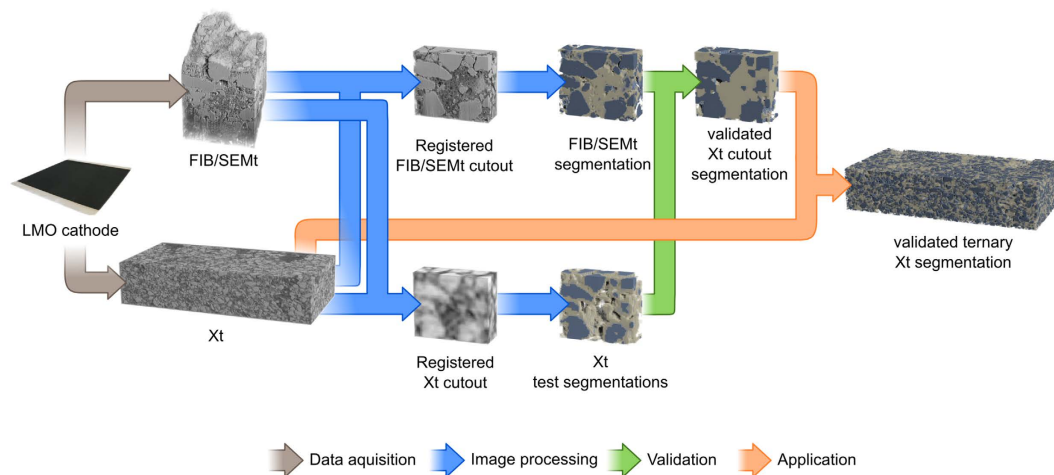 FIB/SEMt
Registered
FIB/SEMt cutout
FIB/SEMt
segmentation
validated
Xt cutout
segmentation
LMO cathode
validated ternary
Xt segmentation
Xt
Registered
Xt cutout
Xt
test segmentations
Data aquisition
Image processing
Validation
Application